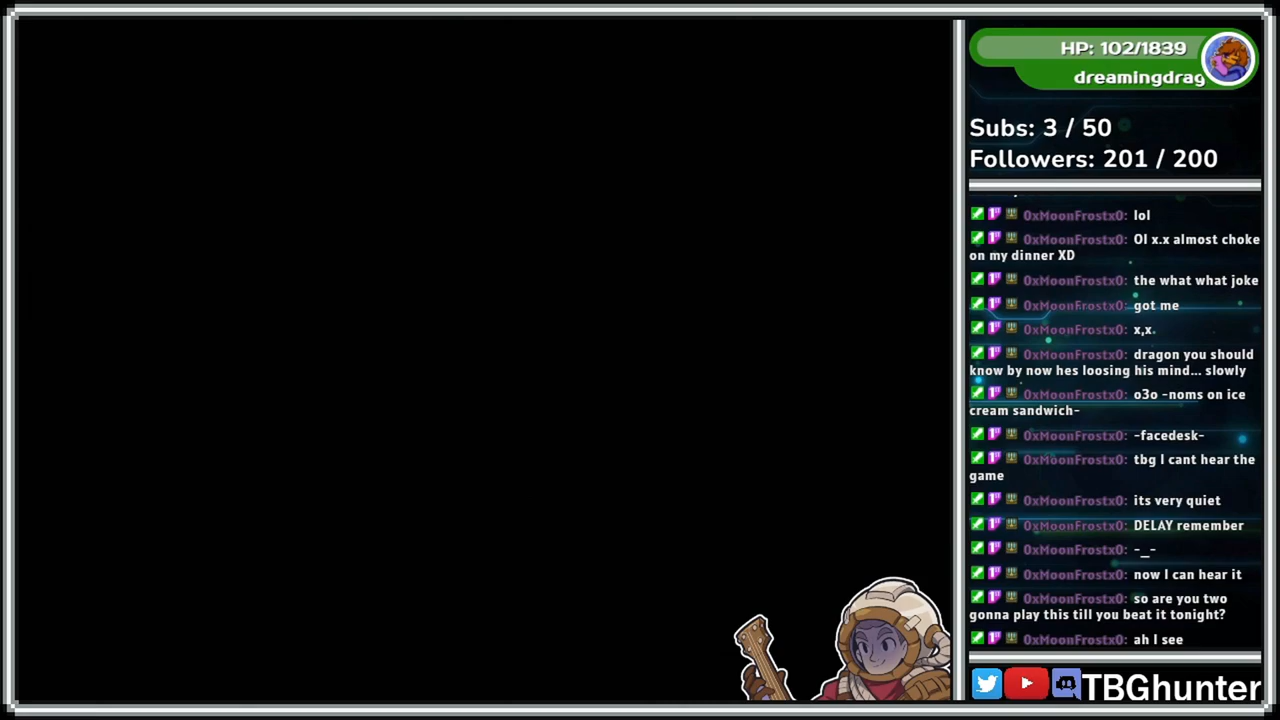 HP: 102/1839
dreamingdrag
Subs: 3 / 50
Followers: 201 / 200
0xMoonFrostx0: lol
0xMoonFrostx0: Ol x.x almost choke
on my dinner XD
0xMoonFrostx0: the what what joke
0xMoonFrostx0: got me
0xMoonFrostx0: x,x
0xMoonFrostx0: dragon you should
know by now hes loosing his mind... slowly
0xMoonFrostx0: o3o -noms on ice
cream sandwich-
0xMoonFrostx0: -facedesk-
0xMoonFrostx0: tbg I cant hear the
game
0xMoonFrostx0: its very quiet
0xMoonFrostx0: DELAY remember
0xMoonFrostx0: -_-
0xMoonFrostx0: now I can hear it
0xMoonFrostx0: so are you two
gonna play this till you beat it tonight?
0xMoonFrostx0: ah I see
TBGhunter